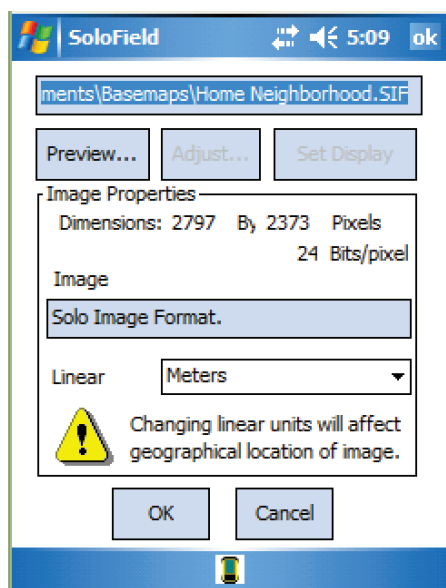 SoloField 5:09 ok
ments\Basemaps\Home Neighborhood.SIF
Preview... Adjust... Set Display
Image Properties
Dimensions: 2797 By 2373 Pixels
24 Bits/pixel
Image
Solo Image Format.
Linear Meters
Changing linear units will affect
geographical location of image.
OK Cancel